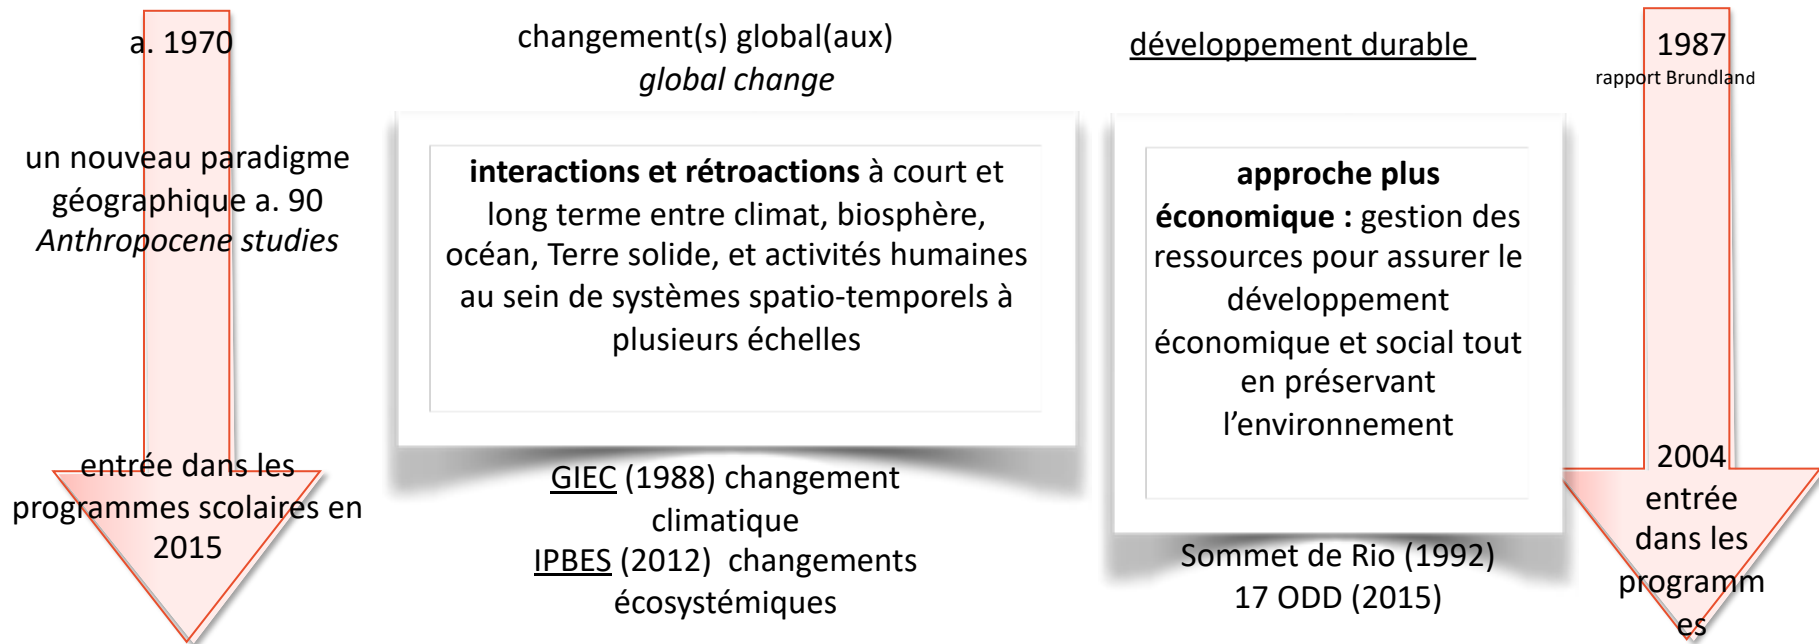 a. 1970
un nouveau paradigme
géographique a. 90
Anthropocene studies
entrée dans les
programmes scolaires en
2015
changement(s) global(aux)
global change
interactions et rétroactions à court et
long terme entre climat, biosphère,
océan, Terre solide, et activités humaines
au sein de systèmes spatio-temporels à
plusieurs échelles
GIEC (1988) changement
climatique
IPBES (2012) changements
écosystémiques
développement durable
approche plus
économique : gestion des
ressources pour assurer le
développement
économique et social tout
en préservant
l’environnement
Sommet de Rio (1992)
17 ODD (2015)
1987
rapport Brundland
2004
entrée
dans les
programm
es